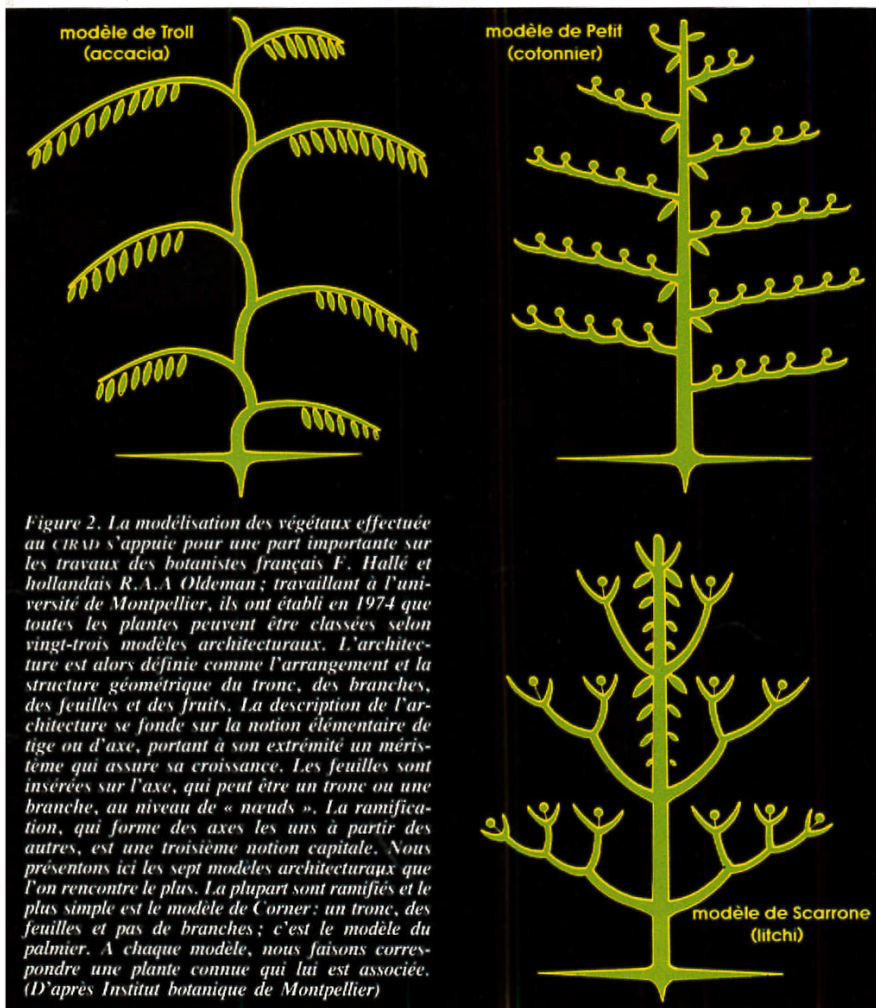 modèle de Troll
(accacia)
modèle de Petit
(cotonnier)
Figure 2. La modélisation des végétaux effectuée
au CIRAD s'appuie pour une part importante sur
les travaux des botanistes français F. Hallé et
hollandais R.A.A Oldeman ; travaillant à l'uni-
versité de Montpellier, ils ont établi en 1974 que
toutes les plantes peuvent être classées selon
vingt-trois modèles architecturaux. L'architec-
ture est alors définie comme l'arrangement et la
structure géométrique du tronc, des branches,
des feuilles et des fruits. La description de l'ar-
chitecture se fonde sur la notion élémentaire de
tige ou d'axe, portant à son extrémité un méris-
tème qui assure sa croissance. Les feuilles sont
insérées sur l'axe, qui peut être un tronc ou une
branche, au niveau de « nœuds ». La ramifica-
tion, qui forme des axes les uns à partir des
autres, est une troisième notion capitale. Nous
présentons ici les sept modèles architecturaux que
l'on rencontre le plus. La plupart sont ramifiés et le
plus simple est le modèle de Corner : un tronc, des
feuilles et pas de branches ; c'est le modèle du
palmier. A chaque modèle, nous faisons corres-
pondre une plante connue qui lui est associée.
(D'après Institut botanique de Montpellier)
modèle de Scarrone
(litchi)